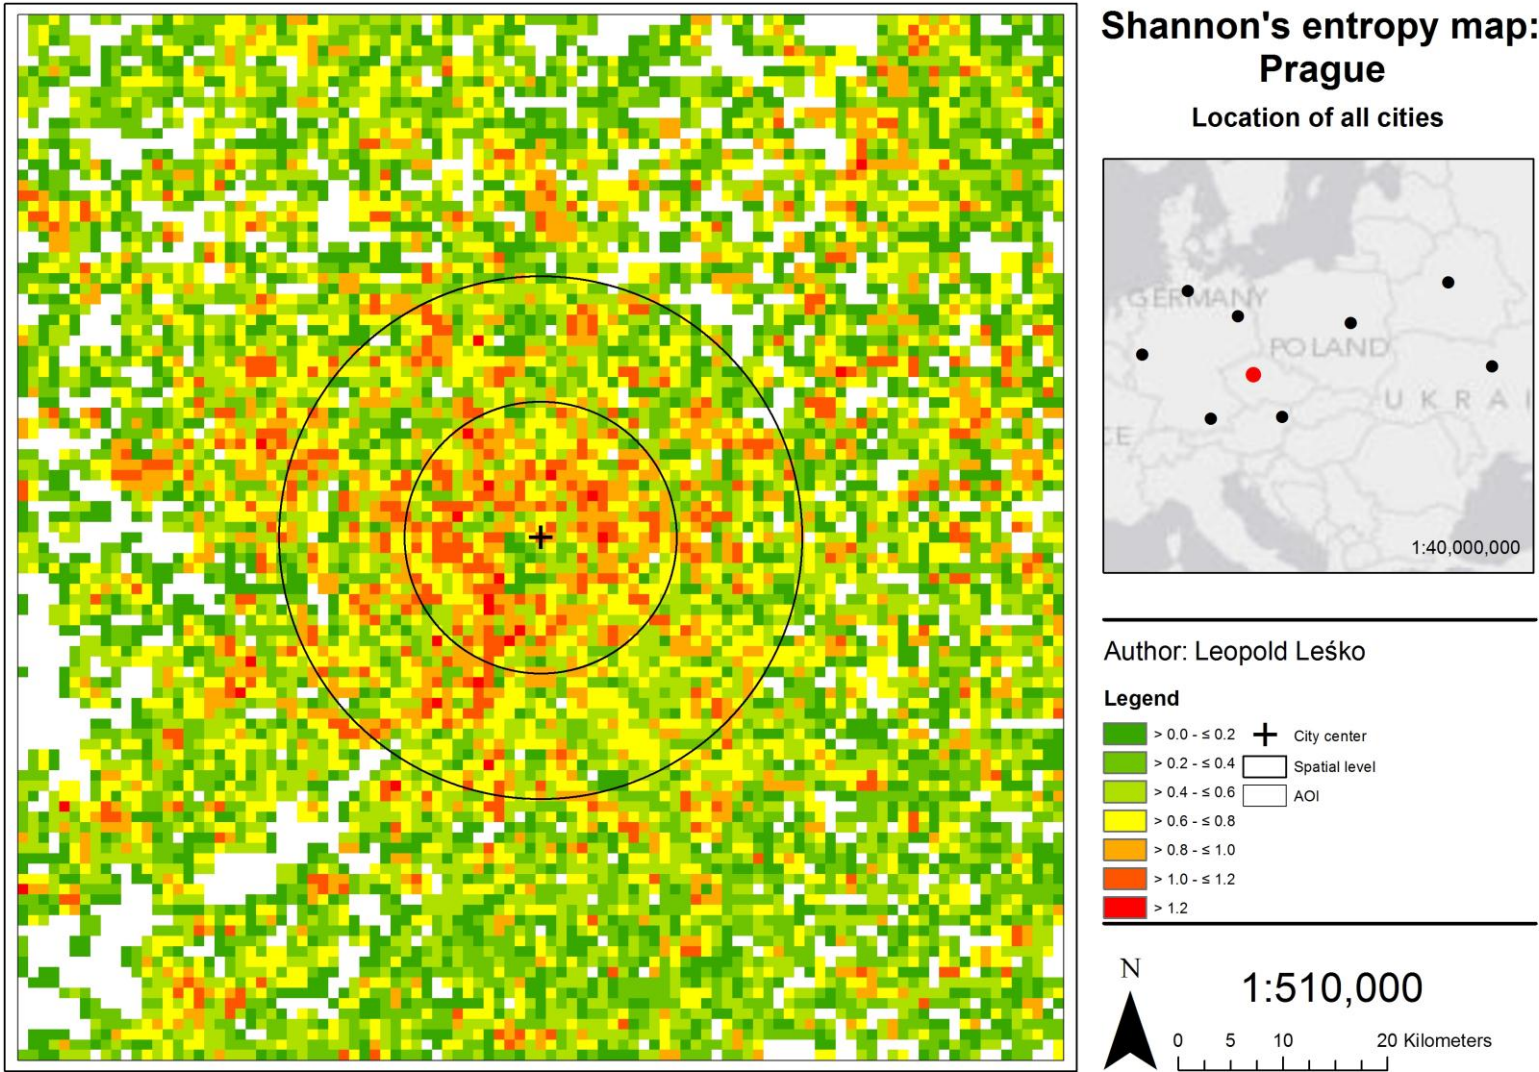 Shannon's entropy map:
Prague
Location of all cities
GERMANY
POLAND
UKRAI
CE
1:40,000,000
Author: Leopold Leśko
Legend
> 0.0 - ≤ 0.2
City center
> 0.2 - ≤ 0.4
Spatial level
> 0.4 - ≤ 0.6
AOI
> 0.6 - ≤ 0.8
> 0.8 - ≤ 1.0
> 1.0 - ≤ 1.2
> 1.2
N
1:510,000
0 5 10 20 Kilometers